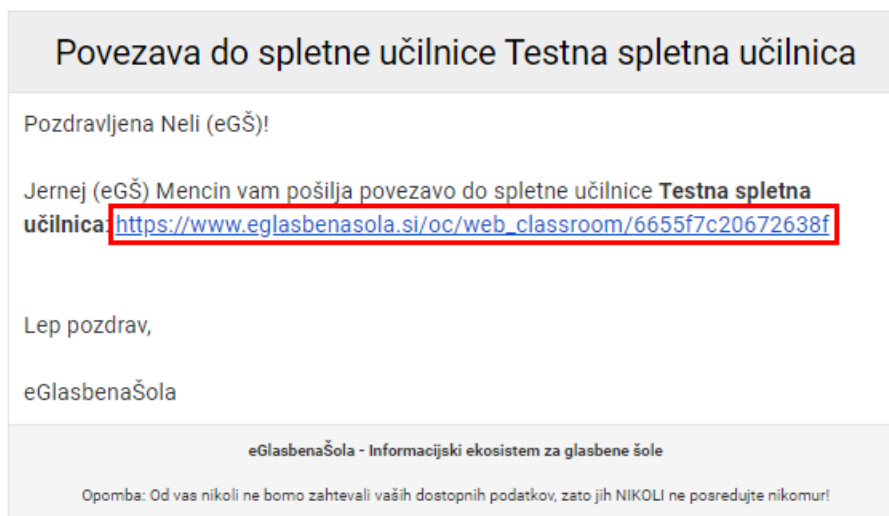 Povezava do spletne učilnice Testna spletna učilnica
Pozdravljena Neli (eGŠ)!
Jernej (eGŠ) Mencin vam pošilja povezavo do spletne učilnice Testna spletna
učilnica: https://www.eglasbenasola.si/oc/web_classroom/6655f7c20672638f
Lep pozdrav,
eGlasbenaŠola
eGlasbenaŠola - Informacijski ekosistem za glasbene šole
Opomba: Od vas nikoli ne bomo zahtevali vaših dostopnih podatkov, zato jih NIKOLI ne posredujte nikomur!